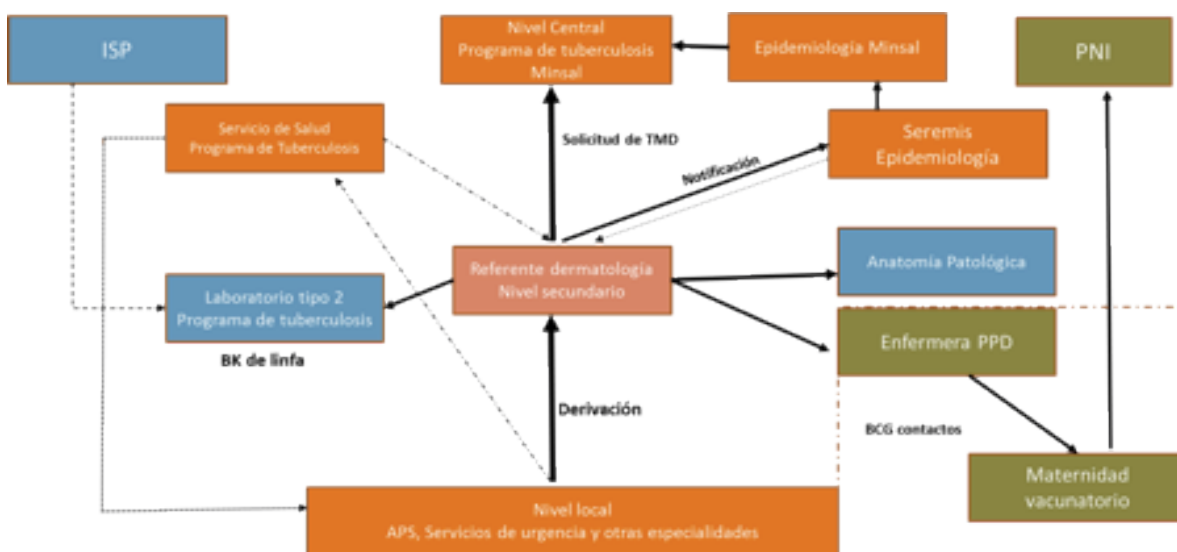 ISP
Nivel Central
Programa de tuberculosis
Minsal
Epidemiología Minsal
PNI
Servicio de Salud
Programa de Tuberculosis
Solicitud de TMD
Notificación
Seremis
Epidemiología
Referente dermatología
Nivel secundario
Anatomía Patológica
Laboratorio tipo 2
Programa de tuberculosis
BK de linfa
Enfermera PPD
Derivación
BCG contactos
Maternidad
vacunatorio
Nivel local
APS, Servicios de urgencia y otras especialidades